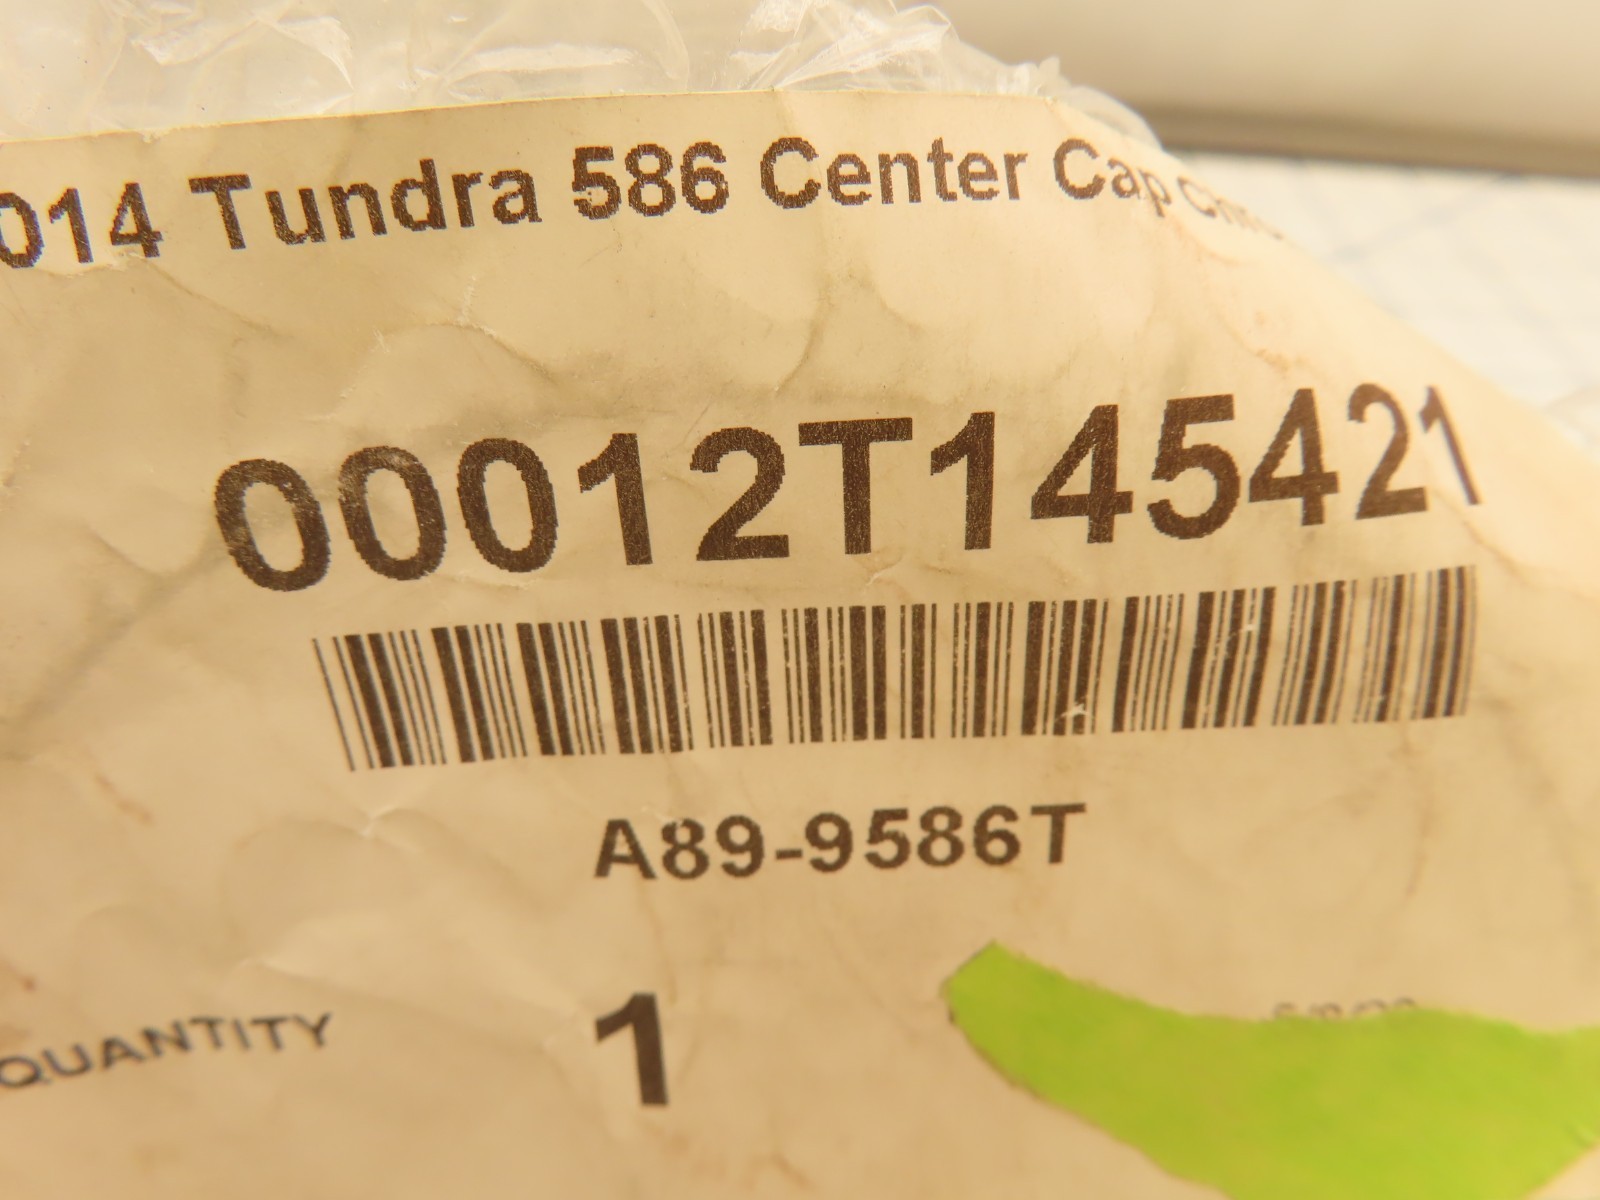 014 Tundra 586 Center Cap
00012T145421
A89-9586T
QUANTITY 1